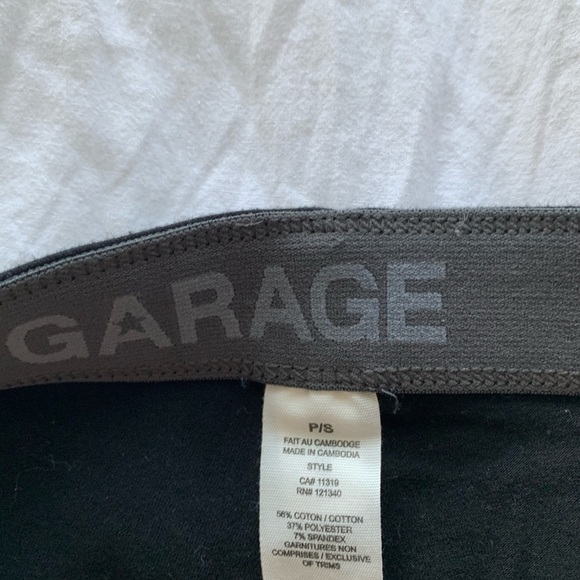 GARAGE
P/S
FAIT AU CAMBODGE
MADE IN CAMBODIA
STYLE
CA# 11319
RN# 121340
56% COTON / COTTON
37% POLYESTER
7% SPANDEX
GARNITURES NON
COMPRISES / EXCLUSIVE
OF TRIMS